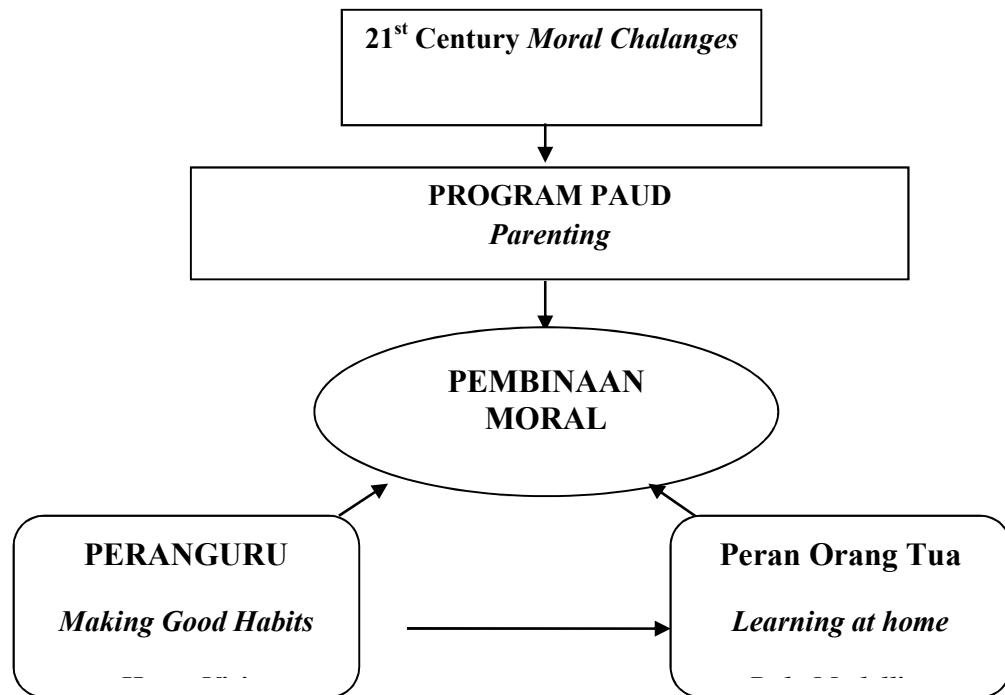 21st Century Moral Chalanges
PROGRAM PAUD
Parenting
PEMBINAAN
MORAL
PERANGURU
Making Good Habits
Peran Orang Tua
Learning at home